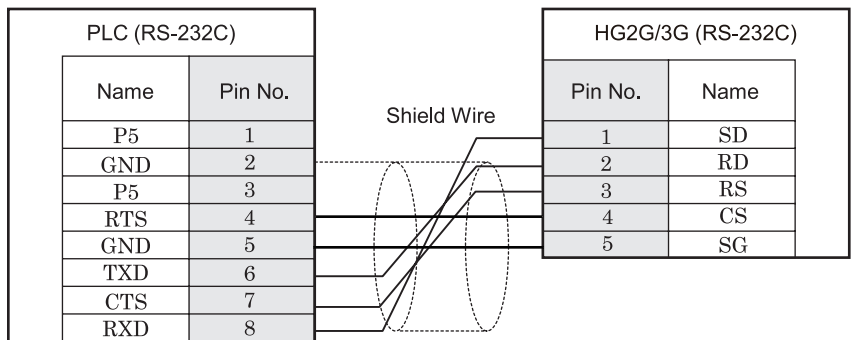 PLC (RS-232C)
Name Pin No.
P5 1
GND 2
P5 3
RTS 4
GND 5
TXD 6
CTS 7
RXD 8
Shield Wire
HG2G/3G (RS-232C)
Pin No. Name
1 SD
2 RD
3 RS
4 CS
5 SG